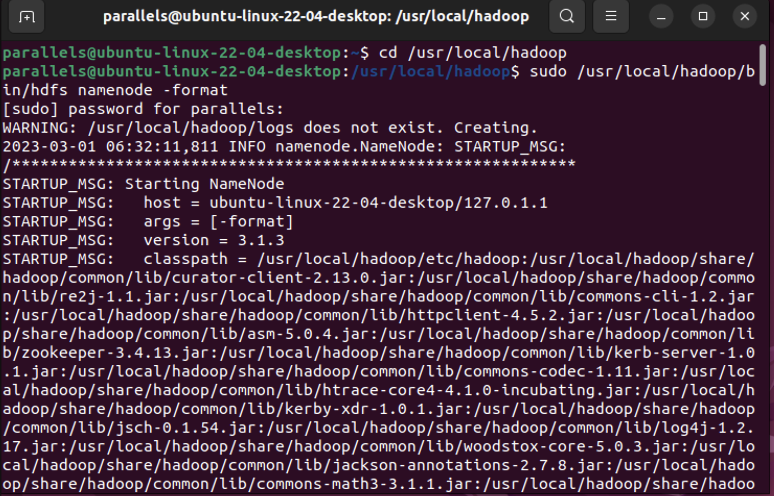 parallels@ubuntu-linux-22-04-desktop: /usr/local/hadoop
parallels@ubuntu-linux-22-04-desktop:~$ cd /usr/local/hadoop
parallels@ubuntu-linux-22-04-desktop:/usr/local/hadoop$ sudo /usr/local/hadoop/b
in/hdfs namenode -format
[sudo] password for parallels:
WARNING: /usr/local/hadoop/logs does not exist. Creating.
2023-03-01 06:32:11,811 INFO namenode.NameNode: STARTUP_MSG:
/************************************************************
STARTUP_MSG: Starting NameNode
STARTUP_MSG:   host = ubuntu-linux-22-04-desktop/127.0.1.1
STARTUP_MSG:   args = [-format]
STARTUP_MSG:   version = 3.1.3
STARTUP_MSG:   classpath = /usr/local/hadoop/etc/hadoop:/usr/local/hadoop/share/
hadoop/common/lib/curator-client-2.13.0.jar:/usr/local/hadoop/share/hadoop/commo
n/lib/re2j-1.1.jar:/usr/local/hadoop/share/hadoop/common/lib/commons-cli-1.2.jar
:/usr/local/hadoop/share/hadoop/common/lib/httpclient-4.5.2.jar:/usr/local/hadoo
p/share/hadoop/common/lib/asm-5.0.4.jar:/usr/local/hadoop/share/hadoop/common/li
b/zookeeper-3.4.13.jar:/usr/local/hadoop/share/hadoop/common/lib/kerb-server-1.0
.1.jar:/usr/local/hadoop/share/hadoop/common/lib/commons-codec-1.11.jar:/usr/loc
al/hadoop/share/hadoop/common/lib/htrace-core4-4.1.0-incubating.jar:/usr/local/h
adoop/share/hadoop/common/lib/kerby-xdr-1.0.1.jar:/usr/local/hadoop/share/hadoop
/common/lib/jsch-0.1.54.jar:/usr/local/hadoop/share/hadoop/common/lib/log4j-1.2.
17.jar:/usr/local/hadoop/share/hadoop/common/lib/woodstox-core-5.0.3.jar:/usr/lo
cal/hadoop/share/hadoop/common/lib/jackson-annotations-2.7.8.jar:/usr/local/hado
op/share/hadoop/common/lib/commons-math3-3.1.1.jar:/usr/local/hadoop/share/hadoo